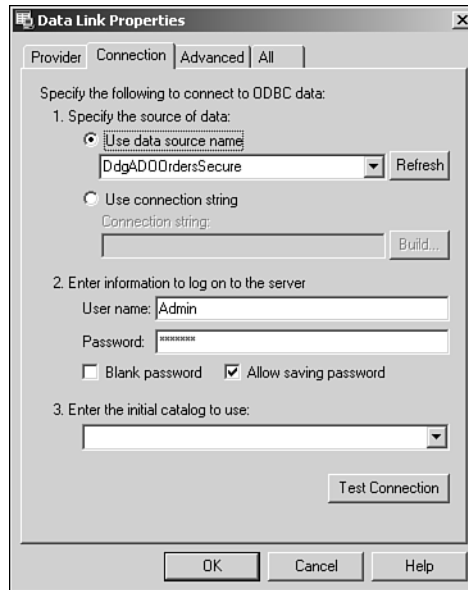 Data Link Properties
Provider Connection Advanced All
Specify the following to connect to ODBC data:
1. Specify the source of data:
Use data source name
DdgADOOrdersSecure Refresh
Use connection string
Connection string:
Build...
2. Enter information to log on to the server
User name: Admin
Password: *******
Blank password Allow saving password
3. Enter the initial catalog to use:
Test Connection
OK Cancel Help